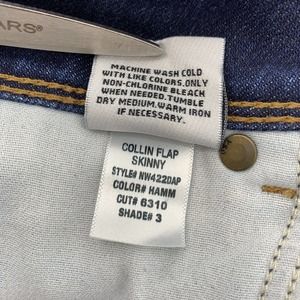 ARS®
MACHINE WASH COLD
WITH LIKE COLORS.ONLY
NON-CHLORINE BLEACH
WHEN NEEDED.TUMBLE
DRY MEDIUM.WARM IRON
IF NECESSARY.
COLLIN FLAP
SKINNY
STYLE# NW422DAP
COLOR# HAMM
CUT# 6310
SHADE# 3